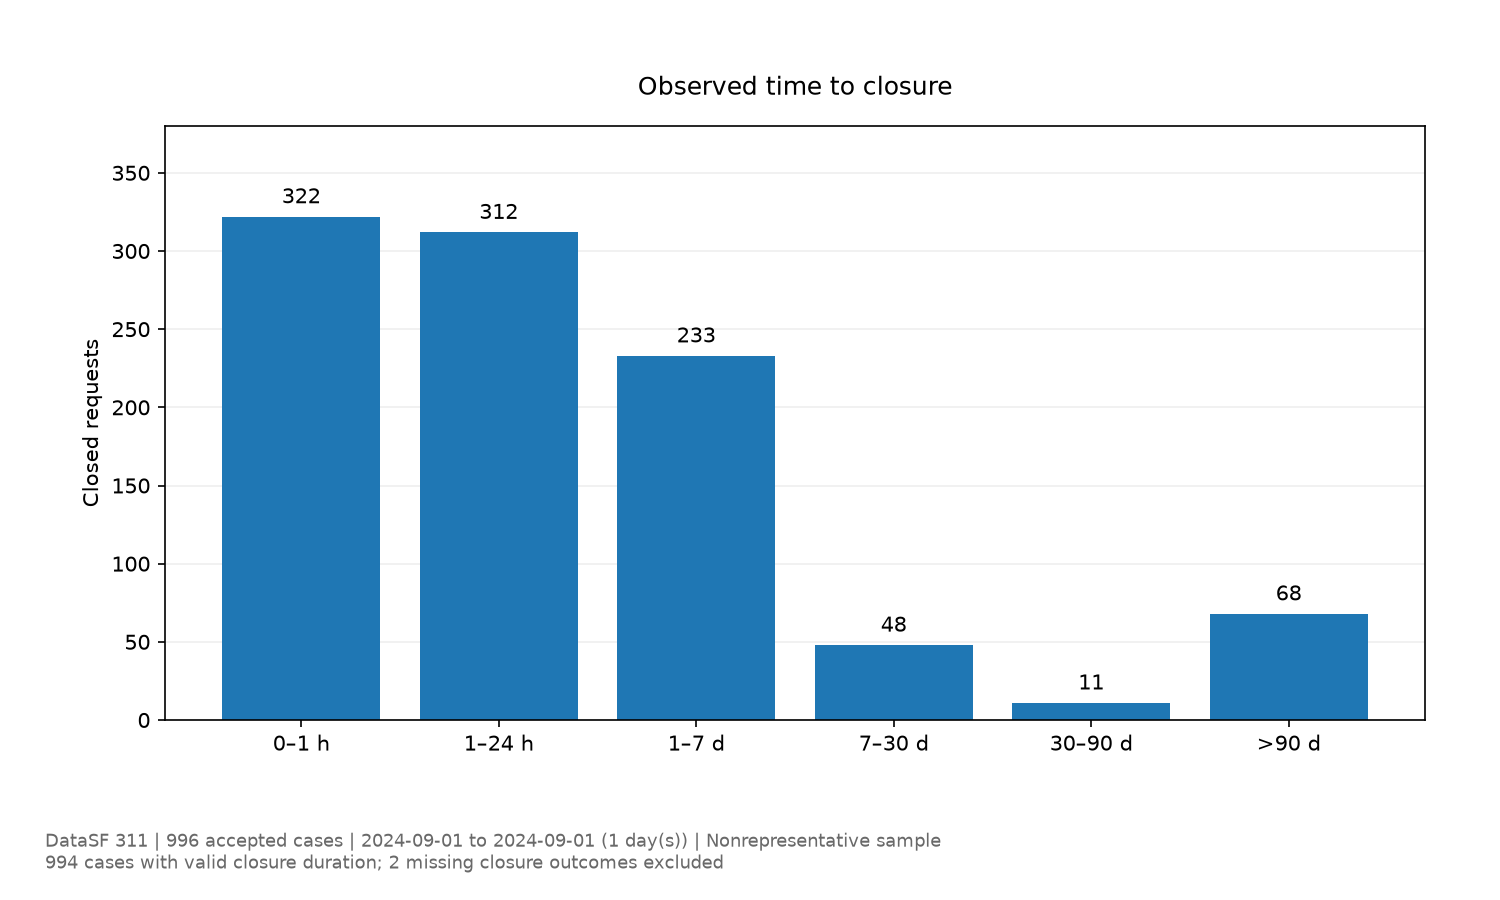 Observed time to closure
Closed requests
350
300
250
200
150
100
50
0
322
312
233
48
11
68
0–1 h
1–24 h
1–7 d
7–30 d
30–90 d
>90 d
DataSF 311 | 996 accepted cases | 2024-09-01 to 2024-09-01 (1 day(s)) | Nonrepresentative sample
994 cases with valid closure duration; 2 missing closure outcomes excluded